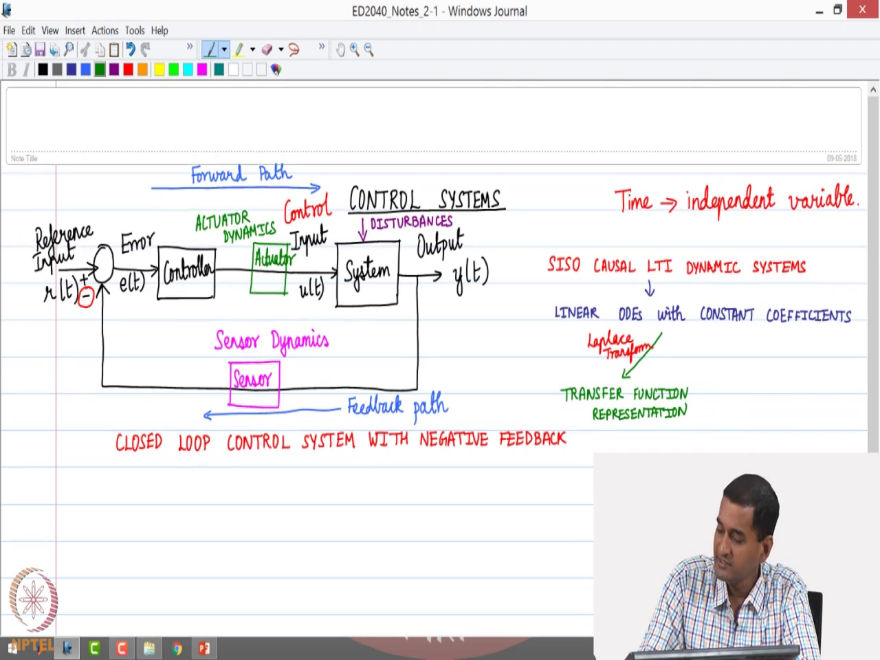 ED2040_Notes_2-1 - Windows Journal
File Edit View Insert Actions Tools Help
B I
Note Title
09-05-2018
Forward Path
CONTROL SYSTEMS
Time → independent variable.
ACTUATOR
DYNAMICS
Control
Input
u(t)
DISTURBANCES
Reference
Input
r(t)
+
−
Error
e(t)
Controller
Actuator
System
Output
y(t)
SISO CAUSAL LTI DYNAMIC SYSTEMS
LINEAR ODEs with CONSTANT COEFFICIENTS
Laplace
Transform
TRANSFER FUNCTION
REPRESENTATION
Sensor Dynamics
Sensor
Feedback path
CLOSED LOOP CONTROL SYSTEM WITH NEGATIVE FEEDBACK
NPTEL